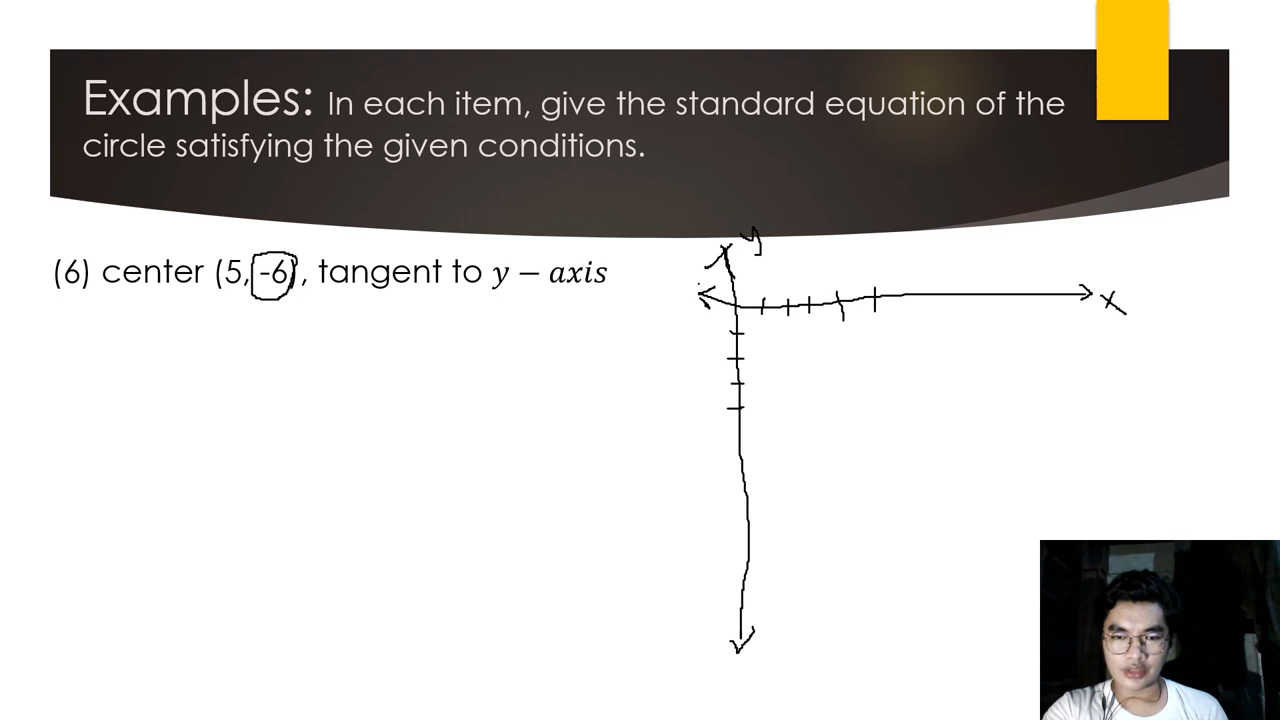 Examples: In each item, give the standard equation of the
circle satisfying the given conditions.
(6) center (5, -6), tangent to y − axis
y
x